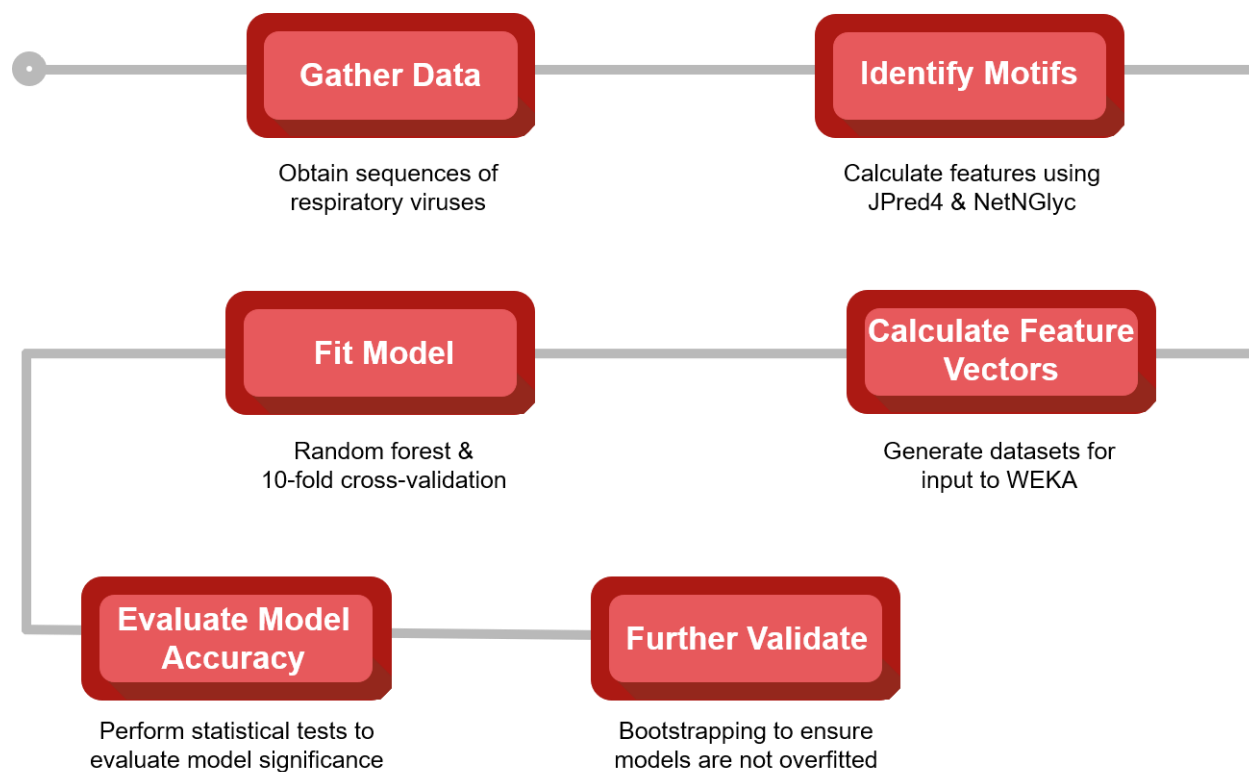 Gather Data
Obtain sequences of
respiratory viruses
Identify Motifs
Calculate features using
JPred4 & NetNGlyc
Calculate Feature
Vectors
Generate datasets for
input to WEKA
Fit Model
Random forest &
10-fold cross-validation
Evaluate Model
Accuracy
Perform statistical tests to
evaluate model significance
Further Validate
Bootstrapping to ensure
models are not overfitted